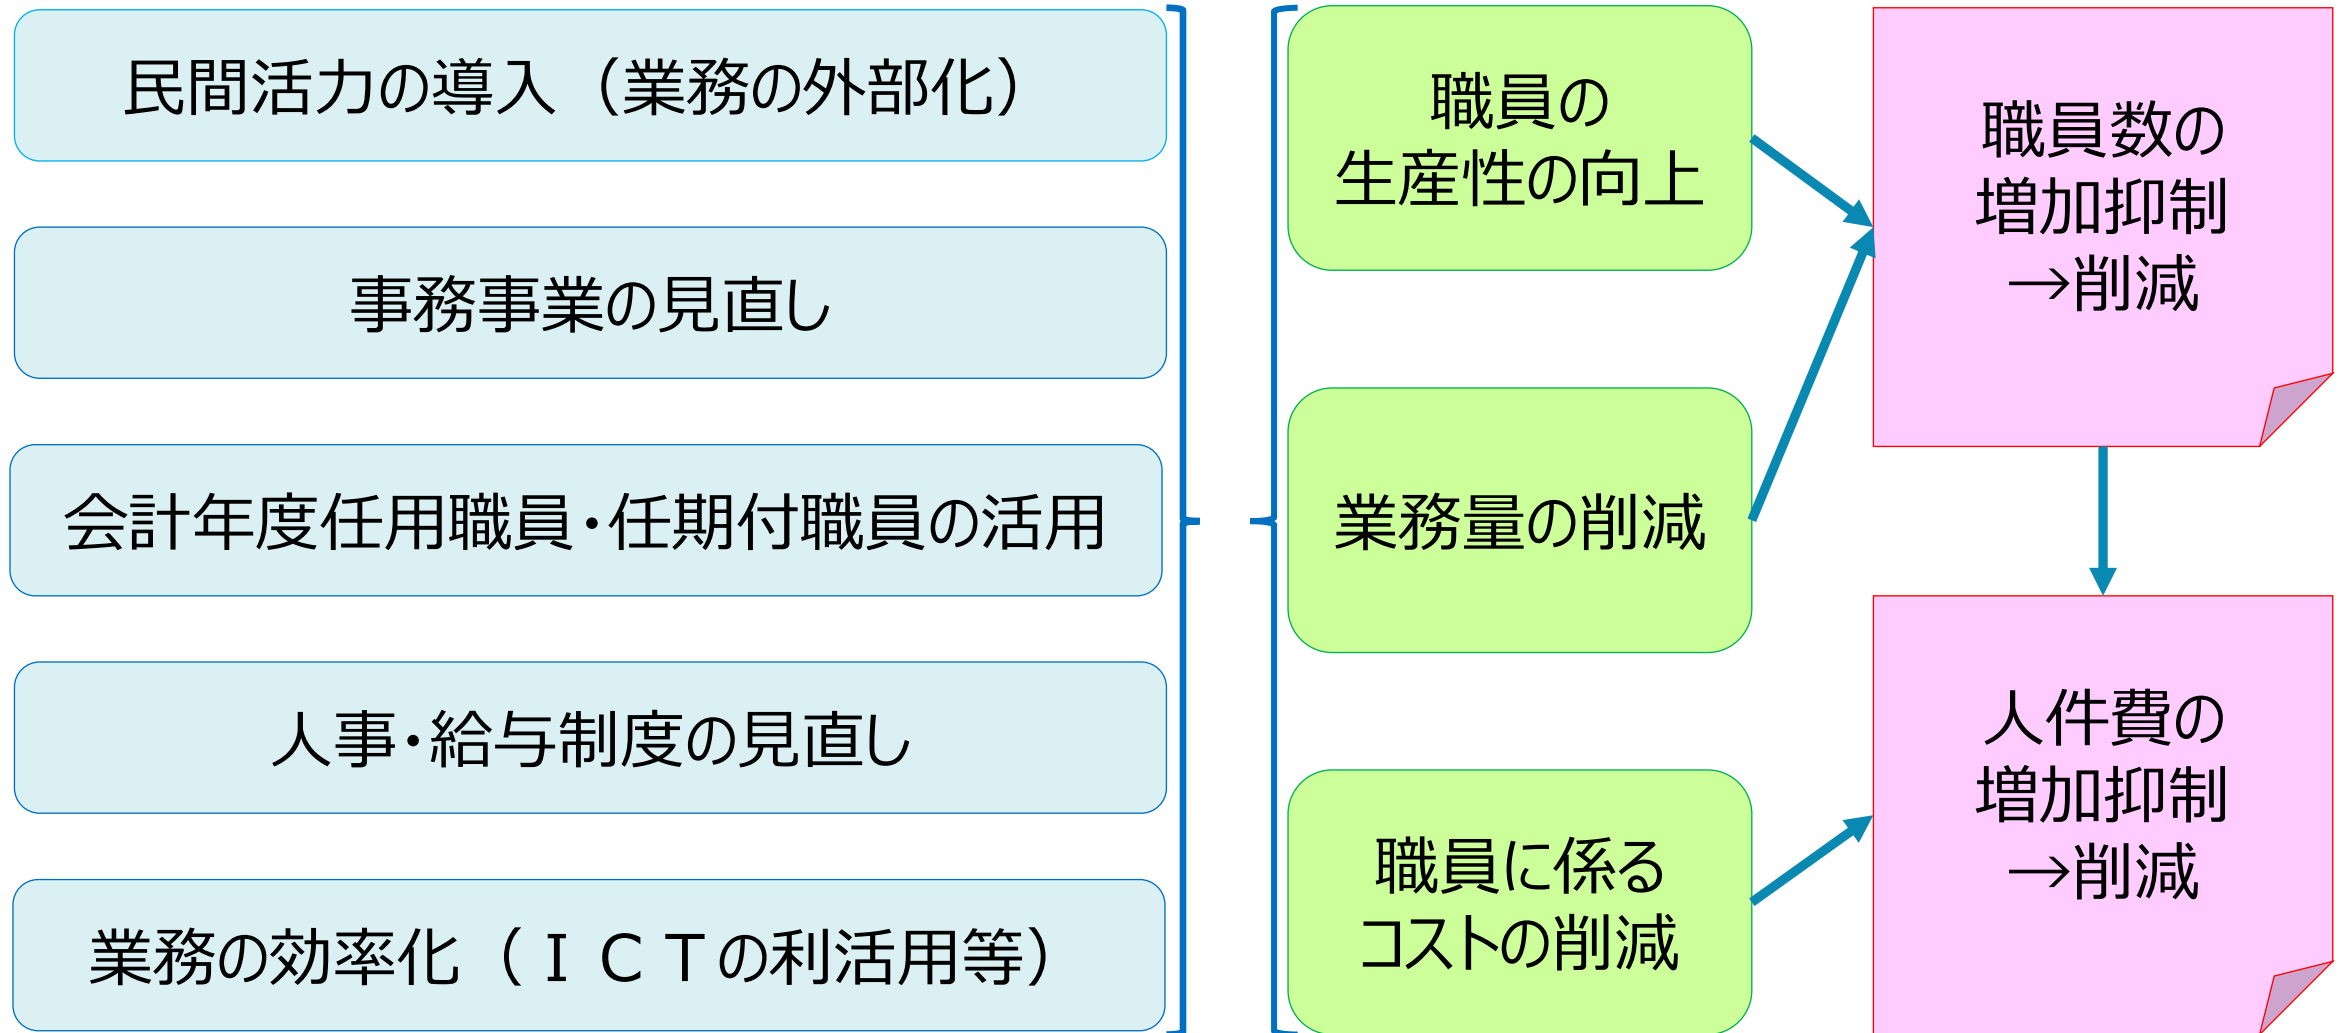 民間活力の導入（業務の外部化）
事務事業の見直し
会計年度任用職員・任期付職員の活用
人事・給与制度の見直し
業務の効率化（ＩＣＴの利活用等）
職員の
生産性の向上
業務量の削減
職員に係る
コストの削減
職員数の
増加抑制
→削減
人件費の
増加抑制
→削減